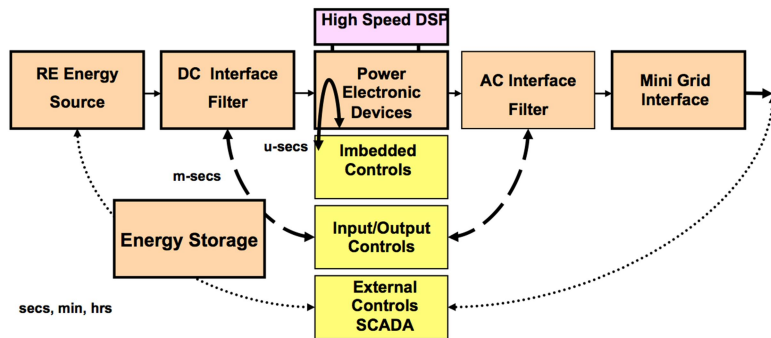 High Speed DSP
RE Energy
Source
DC Interface
Filter
Power
Electronic
Devices
AC Interface
Filter
Mini Grid
Interface
u-secs
Imbedded
Controls
m-secs
Energy Storage
Input/Output
Controls
External
Controls
SCADA
secs, min, hrs